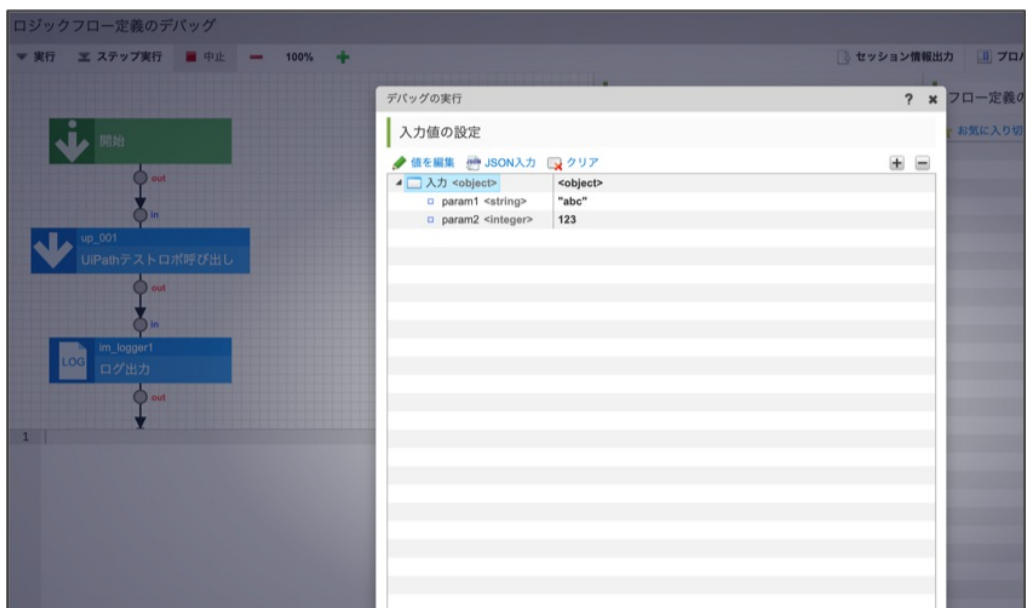 ロジックフロー定義のデバッグ
実行 ステップ実行 中止 100% セッション情報出力
デバッグの実行 ? フロー定義の
入力値の設定 お気に入り切
値を編集 JSON入力 クリア
入力 <object> <object>
param1 <string> "abc"
param2 <integer> 123
開始
out
in
up_001
UiPathテストロボ呼び出し
out
in
im_logger1
LOG ログ出力
out
1